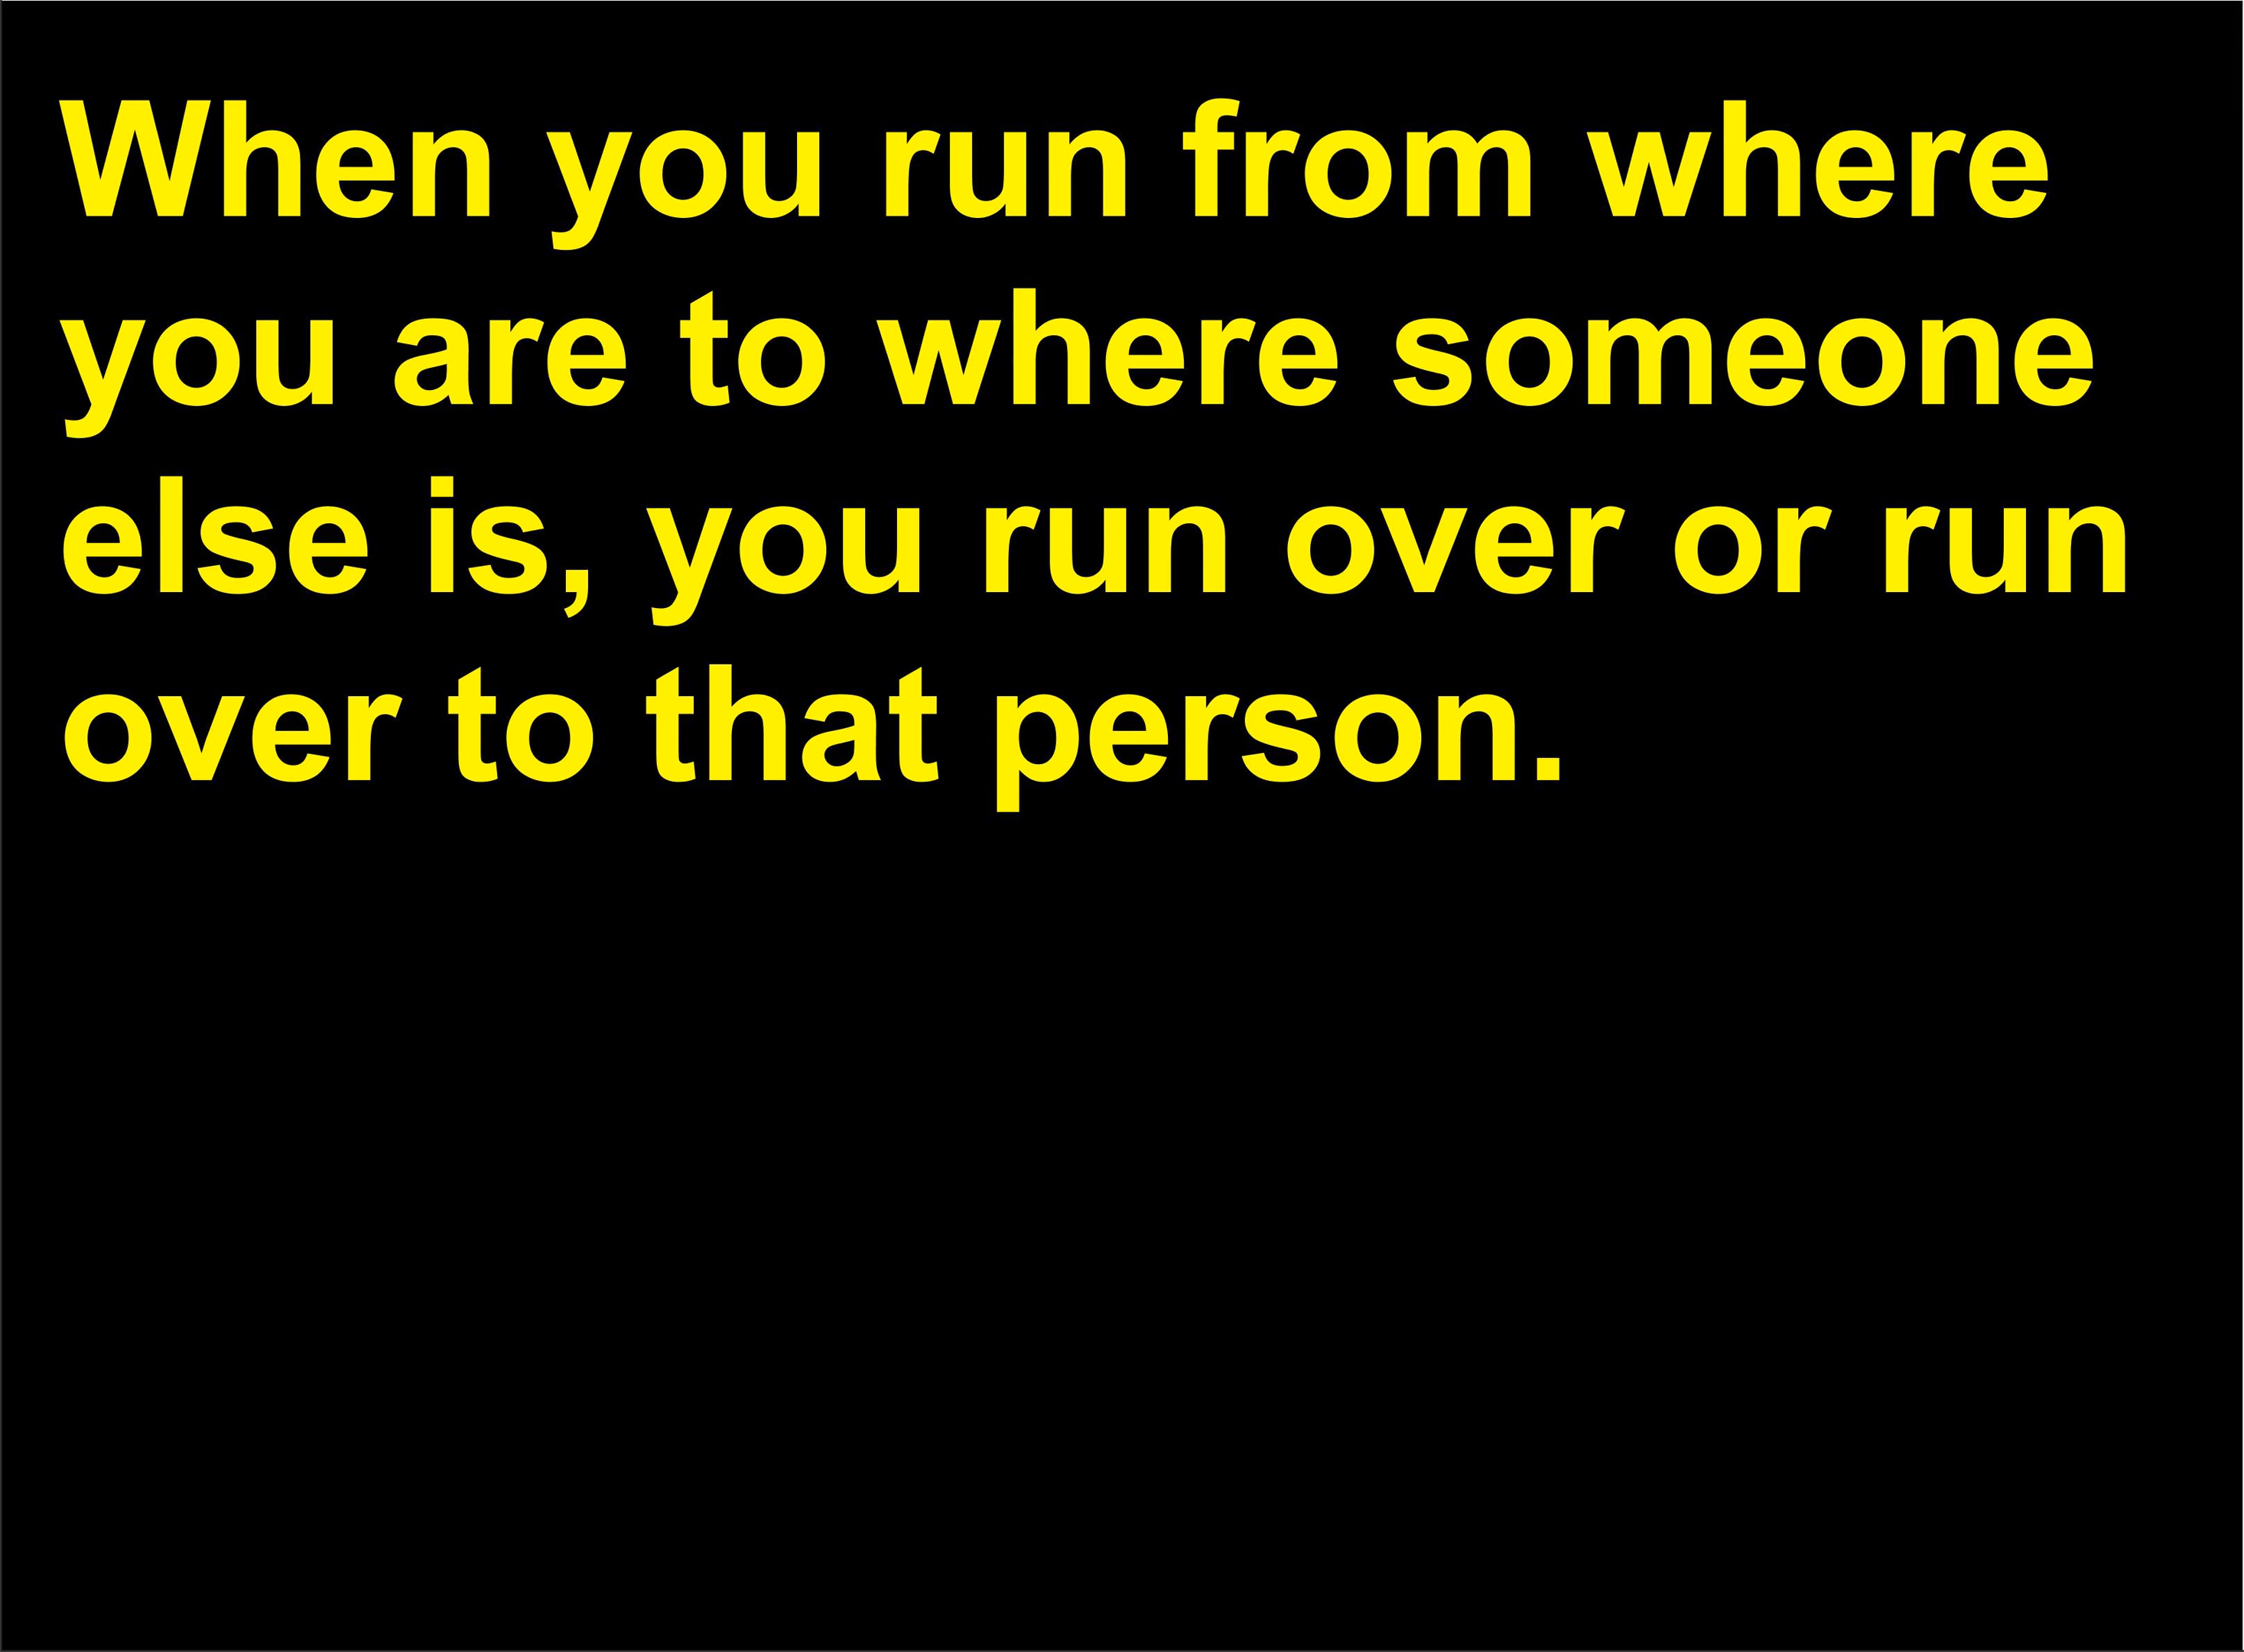 When you run from where
you are to where someone
else is, you run over or run
over to that person.